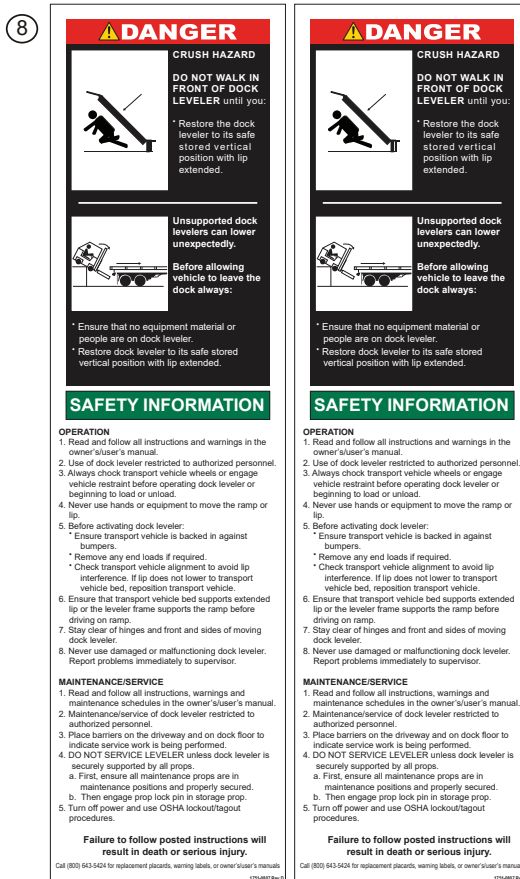 8
DANGER
CRUSH HAZARD
DO NOT WALK IN
FRONT OF DOCK
LEVELER until you:
• Restore the dock
leveler to its safe
stored vertical
position with lip
extended.
Unsupported dock
levelers can lower
unexpectedly.
Before allowing
vehicle to leave the
dock always:
• Ensure that no equipment material or
people are on dock leveler.
• Restore dock leveler to its safe stored
vertical position with lip extended.
SAFETY INFORMATION
OPERATION
1. Read and follow all instructions and warnings in the
owner's/user's manual.
2. Use of dock leveler restricted to authorized personnel.
3. Always chock transport vehicle wheels or engage
vehicle restraint before operating dock leveler or
beginning to load or unload.
4. Never use hands or equipment to move the ramp or
lip.
5. Before activating dock leveler:
• Ensure transport vehicle is backed in against
bumpers.
• Remove any end loads if required.
• Check transport vehicle alignment to avoid lip
interference. If lip does not lower to transport
vehicle bed, reposition transport vehicle.
6. Ensure that transport vehicle bed supports extended
lip or the leveler frame supports the ramp before
driving on ramp.
7. Stay clear of hinges and front and sides of moving
dock leveler.
8. Never use damaged or malfunctioning dock leveler.
Report problems immediately to supervisor.
MAINTENANCE/SERVICE
1. Read and follow all instructions, warnings and
maintenance schedules in the owner's/user's manual.
2. Maintenance/service of dock leveler restricted to
authorized personnel.
3. Place barriers on the driveway and on dock floor to
indicate service work is being performed.
4. DO NOT SERVICE LEVELER unless dock leveler is
securely supported by all props.
a. First, ensure all maintenance props are in
maintenance positions and properly secured.
b. Then engage prop lock pin in storage prop.
5. Turn off power and use OSHA lockout/tagout
procedures.
Failure to follow posted instructions will
result in death or serious injury.
Call (800) 643-5424 for replacement placards, warning labels, or owner's/user's manuals
DANGER
CRUSH HAZARD
DO NOT WALK IN
FRONT OF DOCK
LEVELER until you:
• Restore the dock
leveler to its safe
stored vertical
position with lip
extended.
Unsupported dock
levelers can lower
unexpectedly.
Before allowing
vehicle to leave the
dock always:
• Ensure that no equipment material or
people are on dock leveler.
• Restore dock leveler to its safe stored
vertical position with lip extended.
SAFETY INFORMATION
OPERATION
1. Read and follow all instructions and warnings in the
owner's/user's manual.
2. Use of dock leveler restricted to authorized personnel.
3. Always chock transport vehicle wheels or engage
vehicle restraint before operating dock leveler or
beginning to load or unload.
4. Never use hands or equipment to move the ramp or
lip.
5. Before activating dock leveler:
• Ensure transport vehicle is backed in against
bumpers.
• Remove any end loads if required.
• Check transport vehicle alignment to avoid lip
interference. If lip does not lower to transport
vehicle bed, reposition transport vehicle.
6. Ensure that transport vehicle bed supports extended
lip or the leveler frame supports the ramp before
driving on ramp.
7. Stay clear of hinges and front and sides of moving
dock leveler.
8. Never use damaged or malfunctioning dock leveler.
Report problems immediately to supervisor.
MAINTENANCE/SERVICE
1. Read and follow all instructions, warnings and
maintenance schedules in the owner's/user's manual.
2. Maintenance/service of dock leveler restricted to
authorized personnel.
3. Place barriers on the driveway and on dock floor to
indicate service work is being performed.
4. DO NOT SERVICE LEVELER unless dock leveler is
securely supported by all props.
a. First, ensure all maintenance props are in
maintenance positions and properly secured.
b. Then engage prop lock pin in storage prop.
5. Turn off power and use OSHA lockout/tagout
procedures.
Failure to follow posted instructions will
result in death or serious injury.
Call (800) 643-5424 for replacement placards, warning labels, or owner's/user's